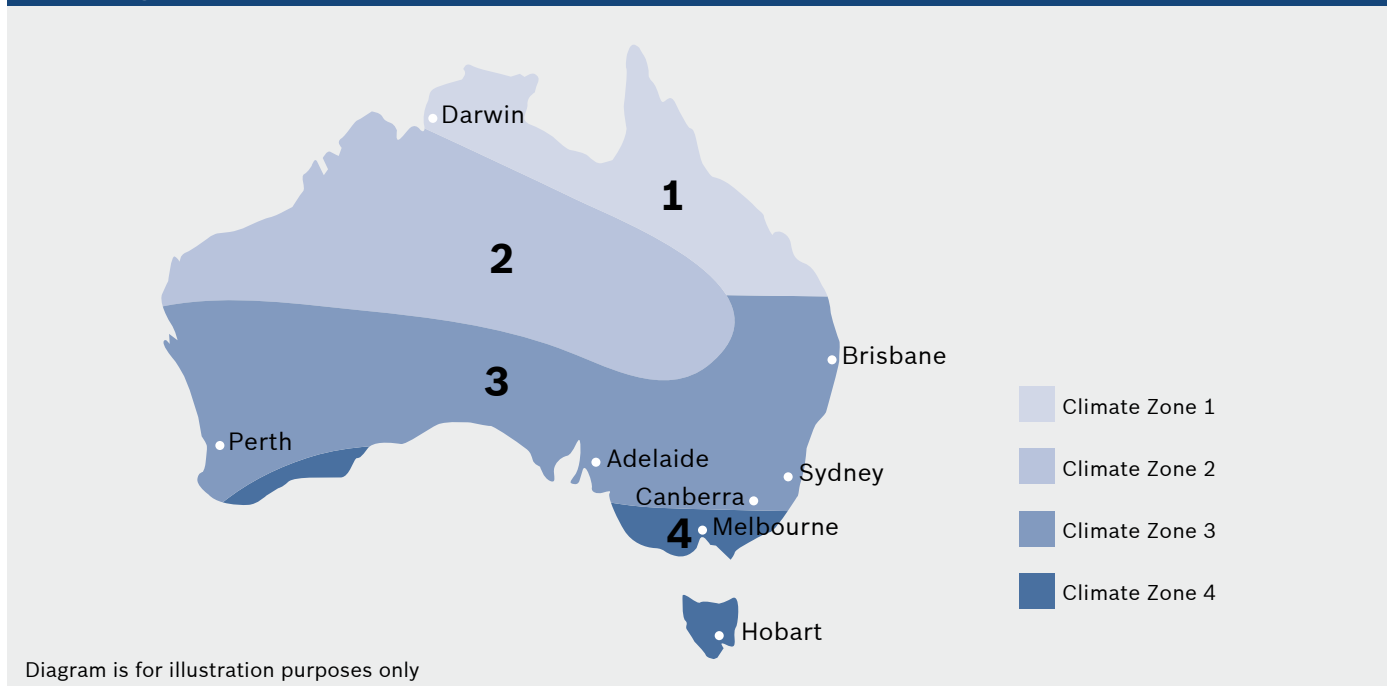 Darwin
1
2
Brisbane
3
Climate Zone 1
Perth
Adelaide
Climate Zone 2
Sydney
Canberra
4
Melbourne
Climate Zone 3
Climate Zone 4
Hobart
Diagram is for illustration purposes only